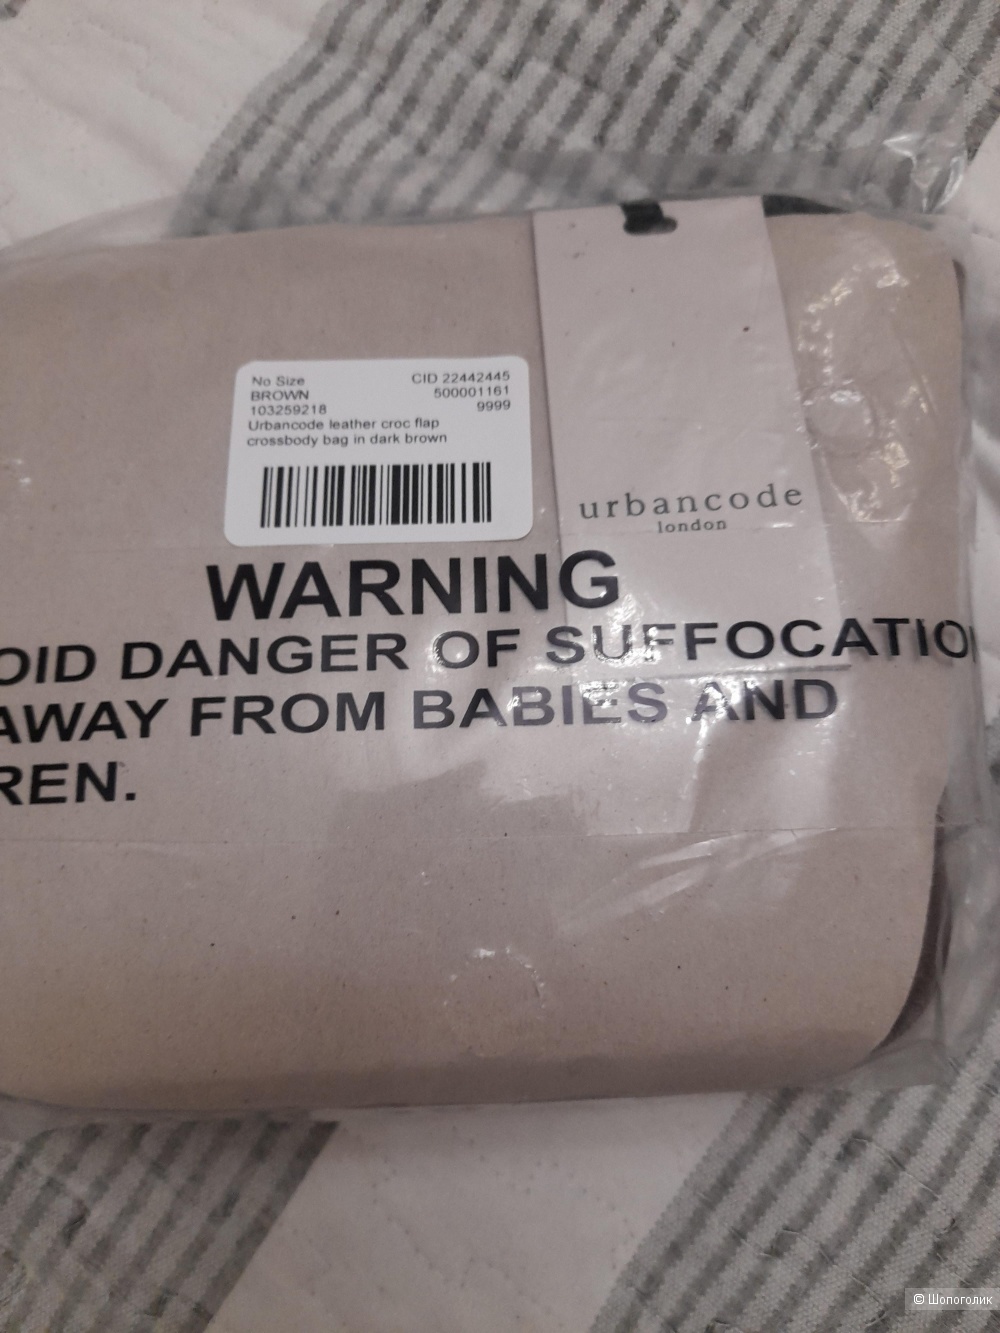 No Size CID 22442445
BROWN 500001161
103259218 9999
Urbancode leather croc flap
crossbody bag in dark brown
urbancode
london
WARNING
OID DANGER OF SUFFOCATIO
AWAY FROM BABIES AND
REN.
© Шопоголик